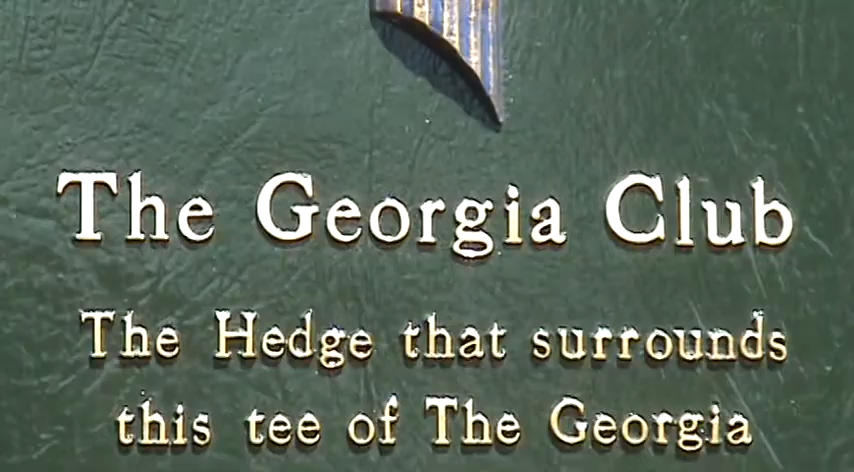 The Georgia Club
The Hedge that surrounds
this tee of The Georgia